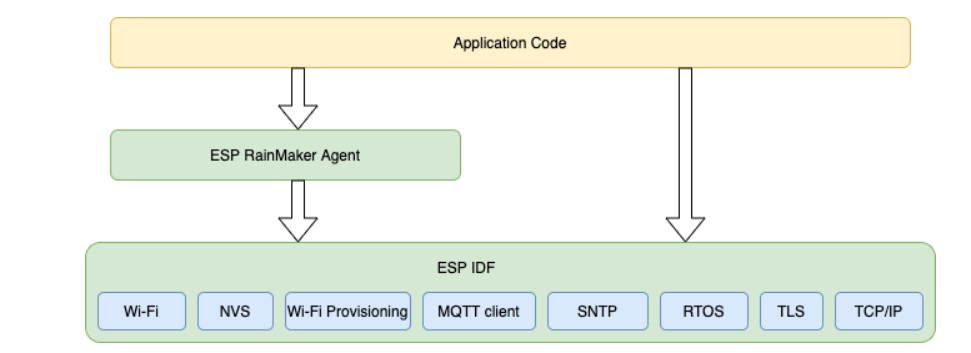 Application Code
ESP RainMaker Agent
ESP IDF
Wi-Fi
NVS
Wi-Fi Provisioning
MQTT client
SNTP
RTOS
TLS
TCP/IP